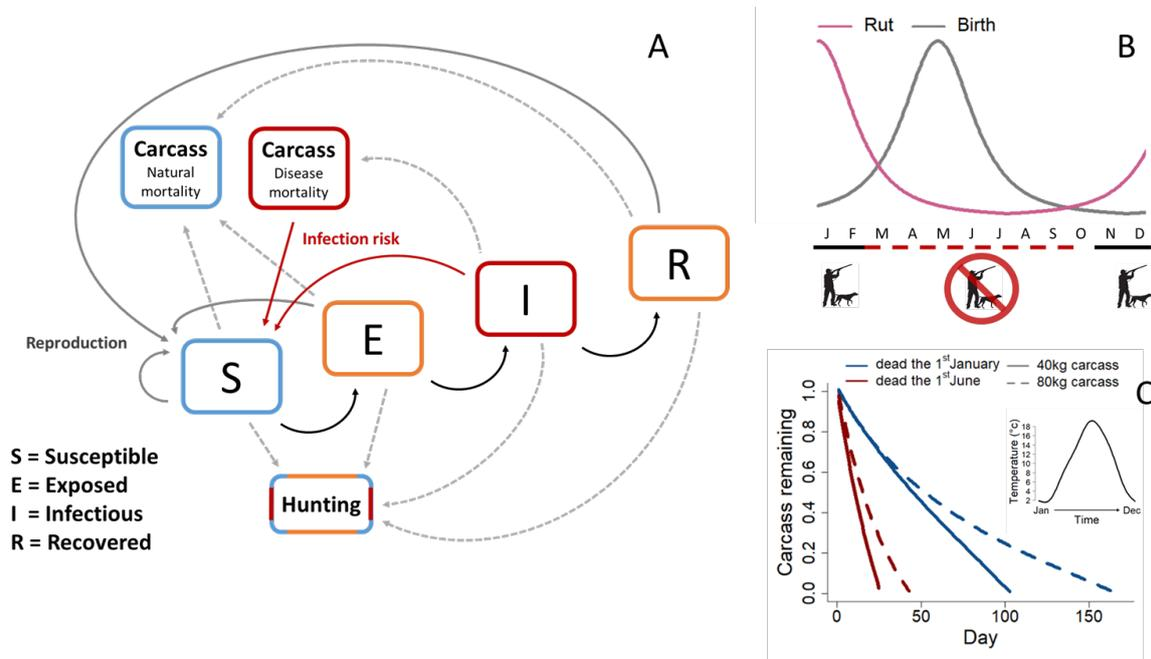 A
Carcass
Natural
mortality
Carcass
Disease
mortality
Infection risk
R
I
E
S
Reproduction
Hunting
S = Susceptible
E = Exposed
I = Infectious
R = Recovered
Rut Birth
B
J F M A M J J A S O N D
dead the 1st January 40kg carcass
dead the 1st June 80kg carcass
C
Carcass remaining
1.0
0.8
0.6
0.4
0.2
0.0
0 50 100 150
Day
Temperature (°c)
18
16
14
12
10
8
6
4
2
Jan Dec
Time